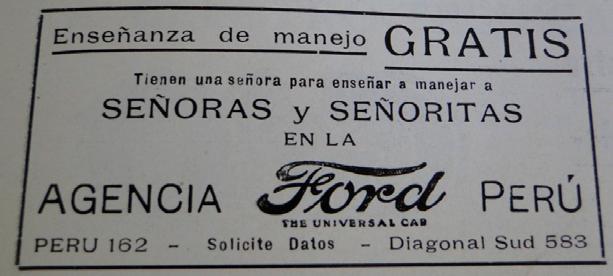 Enseñanza de manejo GRATIS
Tienen una señora para enseñar a manejar a
SEÑORAS y SEÑORITAS
EN LA
AGENCIA Ford PERÚ
THE UNIVERSAL CAR
PERU 162 - Solicite Datos - Diagonal Sud 583